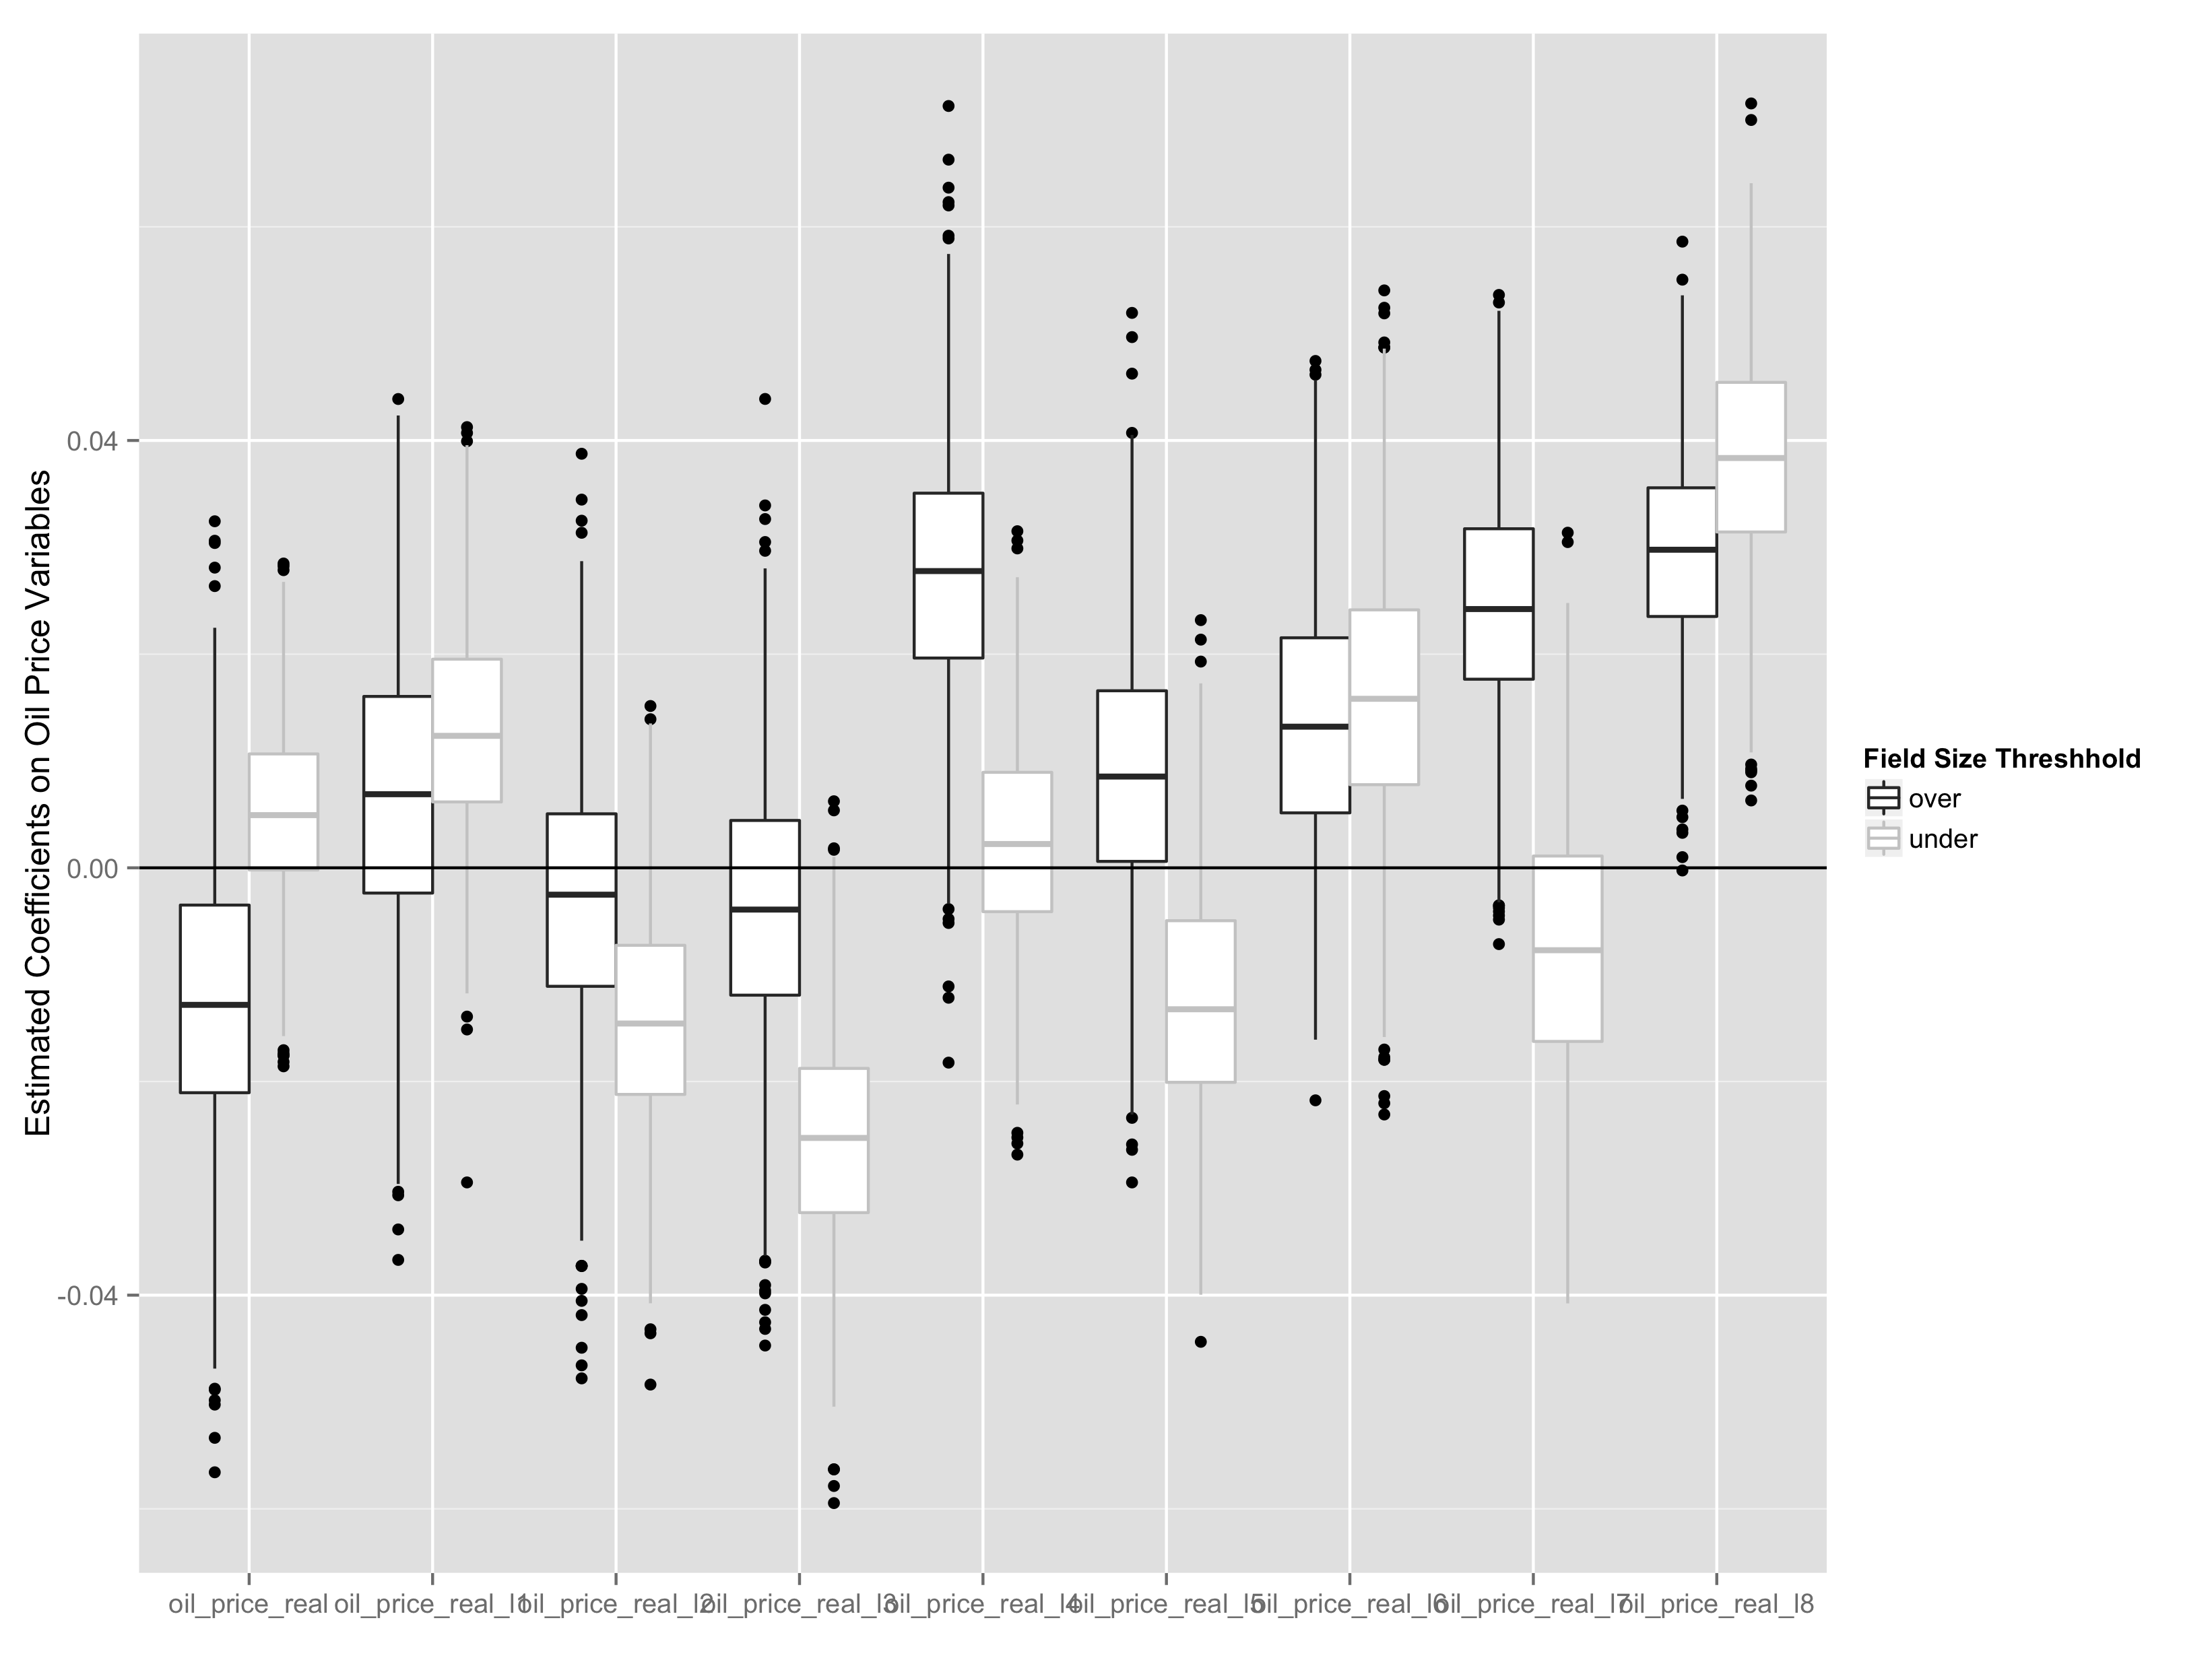 Estimated Coefficients on Oil Price Variables
0.04
0.00
-0.04
oil_price_real oil_price_real_l1 oil_price_real_l2 oil_price_real_l3 oil_price_real_l4 oil_price_real_l5 oil_price_real_l6 oil_price_real_l7 oil_price_real_l8
Field Size Threshhold
over
under